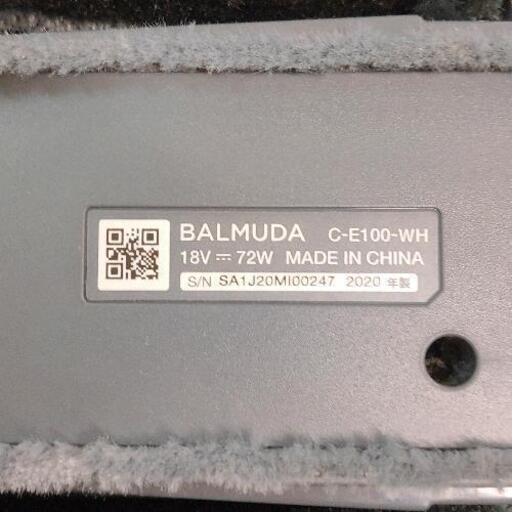 BALMUDA C-E100-WH
18V ⎓ 72W MADE IN CHINA
S/N SA1J20MI00247 2020 年製